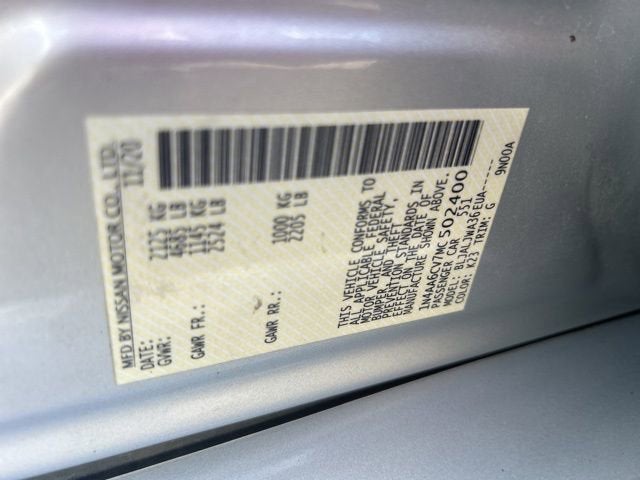 MFD BY NISSAN MOTOR CO., LTD.
DATE: 11/20
GVWR: 2125 KG
4685 LB
GAWR FR.: 1145 KG
2524 LB
GAWR RR.: 1000 KG
2205 LB
THIS VEHICLE CONFORMS TO
ALL APPLICABLE FEDERAL
MOTOR VEHICLE SAFETY,
BUMPER, AND THEFT
PREVENTION STANDARDS IN
EFFECT ON THE DATE OF
MANUFACTURE SHOWN ABOVE.
1N4AA6CV7MC502400
PASSENGER CAR 551
MODEL: BLJALJWA36EUA-----
COLOR: K23 TRIM: G
9N00A